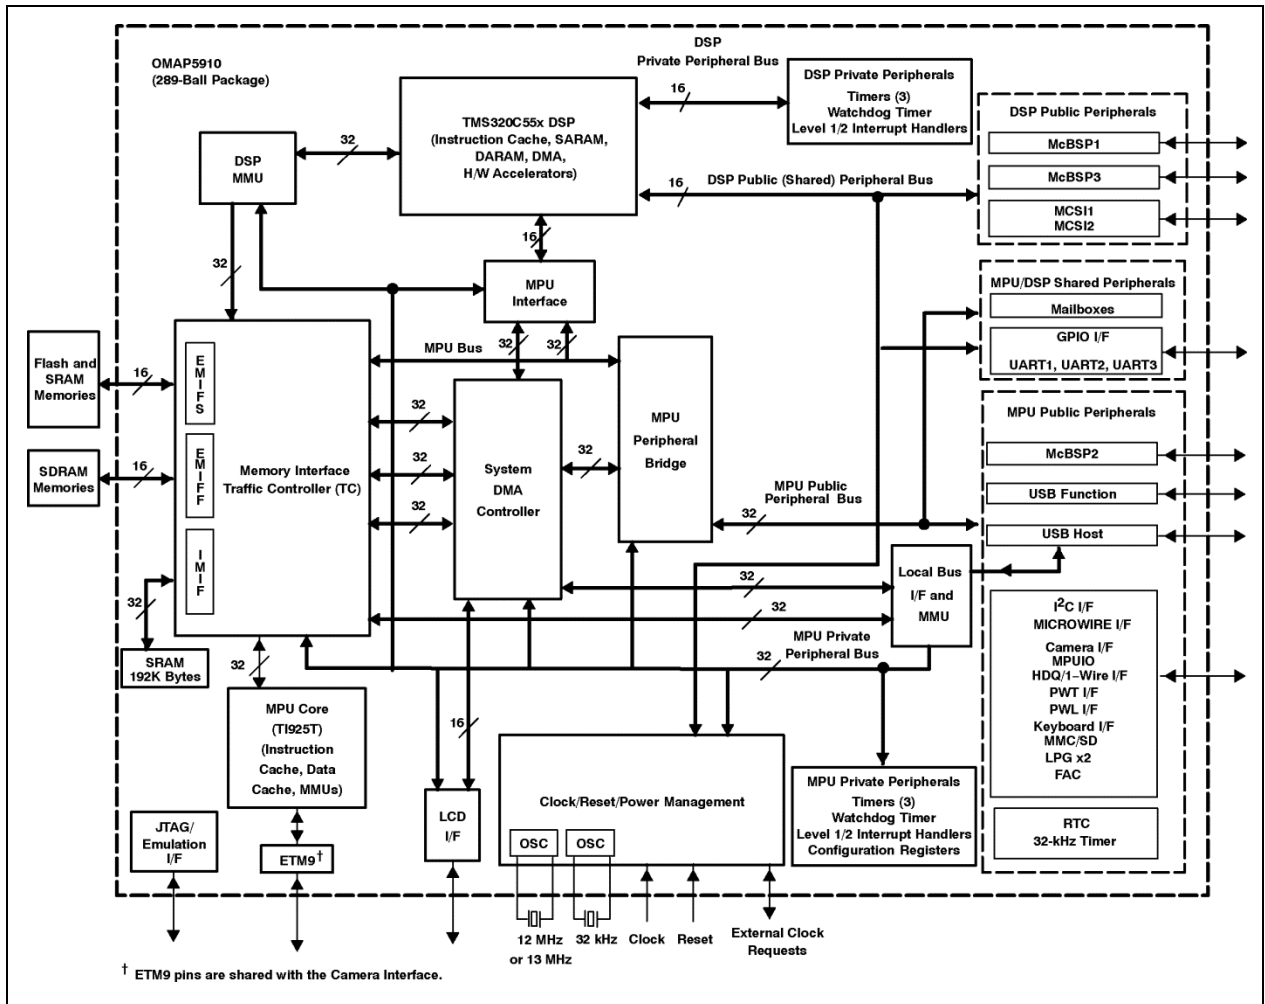 OMAP5910
(289-Ball Package)
DSP
Private Peripheral Bus
16
DSP Private Peripherals
Timers (3)
Watchdog Timer
Level 1/2 Interrupt Handlers
TMS320C55x DSP
(Instruction Cache, SARAM,
DARAM, DMA,
H/W Accelerators)
32
DSP
MMU
16
DSP Public (Shared) Peripheral Bus
DSP Public Peripherals
McBSP1
McBSP3
MCSI1
MCSI2
16
32
MPU
Interface
MPU/DSP Shared Peripherals
Mailboxes
GPIO I/F
UART1, UART2, UART3
MPU Bus
32
32
Flash and
SRAM
Memories
16
EMIFS
SDRAM
Memories
16
EMIFF
IMIF
Memory Interface
Traffic Controller (TC)
32
32
32
System
DMA
Controller
32
MPU
Peripheral
Bridge
MPU Public
Peripheral Bus
32
MPU Public Peripherals
McBSP2
USB Function
USB Host
I2C I/F
MICROWIRE I/F
Camera I/F
MPUIO
HDQ/1−Wire I/F
PWT I/F
PWL I/F
Keyboard I/F
MMC/SD
LPG x2
FAC
RTC
32-kHz Timer
32
32
Local Bus
I/F and
MMU
MPU Private
Peripheral Bus
32
32
SRAM
192K Bytes
32
MPU Core
(TI925T)
(Instruction
Cache, Data
Cache, MMUs)
16
LCD
I/F
Clock/Reset/Power Management
OSC
OSC
MPU Private Peripherals
Timers (3)
Watchdog Timer
Level 1/2 Interrupt Handlers
Configuration Registers
JTAG/
Emulation
I/F
ETM9†
12 MHz
or 13 MHz
32 kHz
Clock
Reset
External Clock
Requests
† ETM9 pins are shared with the Camera Interface.